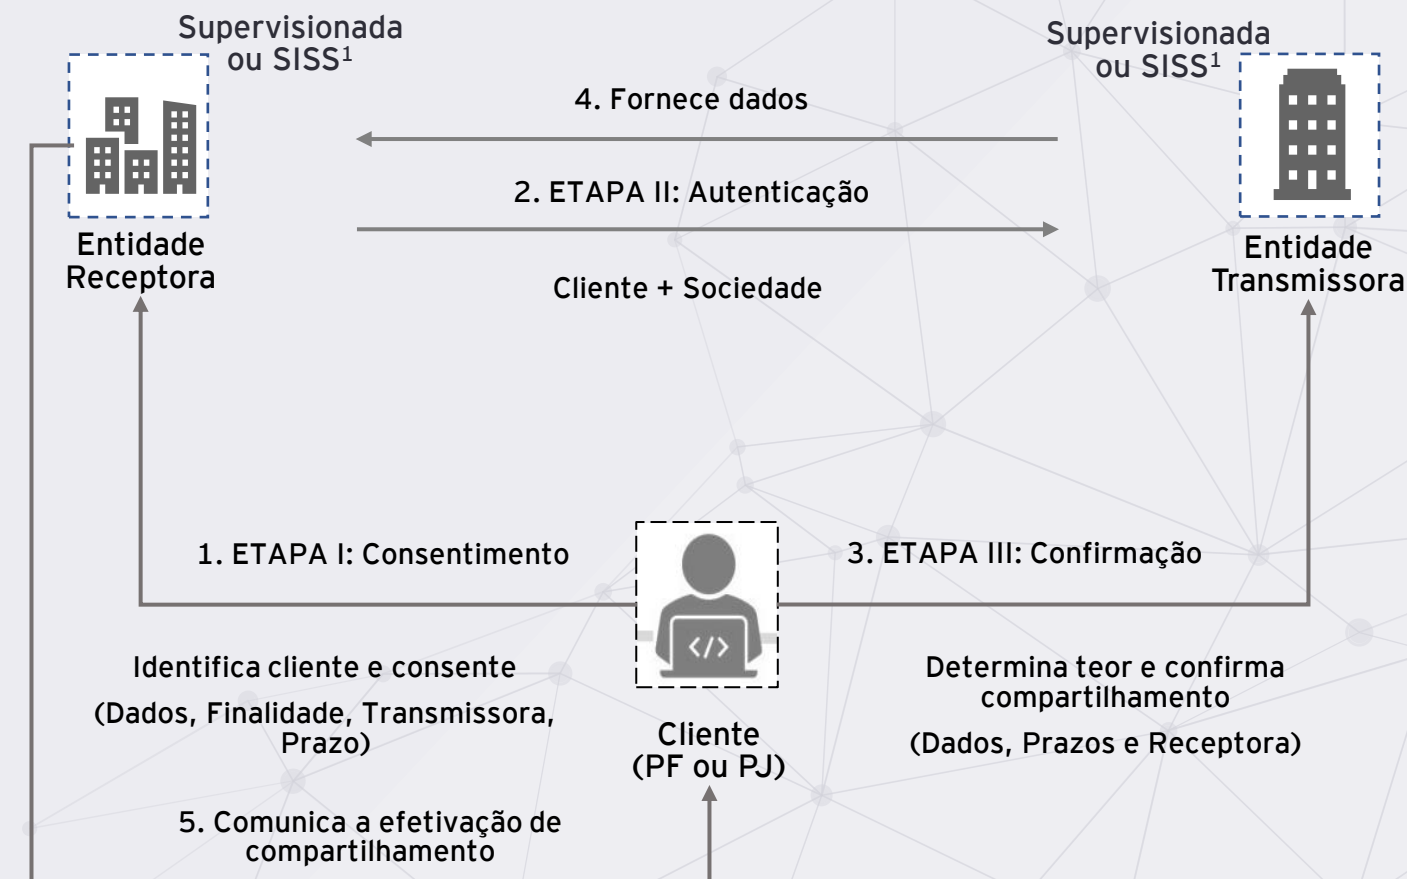 Supervisionada
ou SISS¹
Supervisionada
ou SISS¹
4. Fornece dados
2. ETAPA II: Autenticação
Cliente + Sociedade
Entidade
Receptora
Entidade
Transmissora
1. ETAPA I: Consentimento
3. ETAPA III: Confirmação
</>
Identifica cliente e consente
(Dados, Finalidade, Transmissora,
Prazo)
Cliente
(PF ou PJ)
Determina teor e confirma
compartilhamento
(Dados, Prazos e Receptora)
5. Comunica a efetivação de
compartilhamento